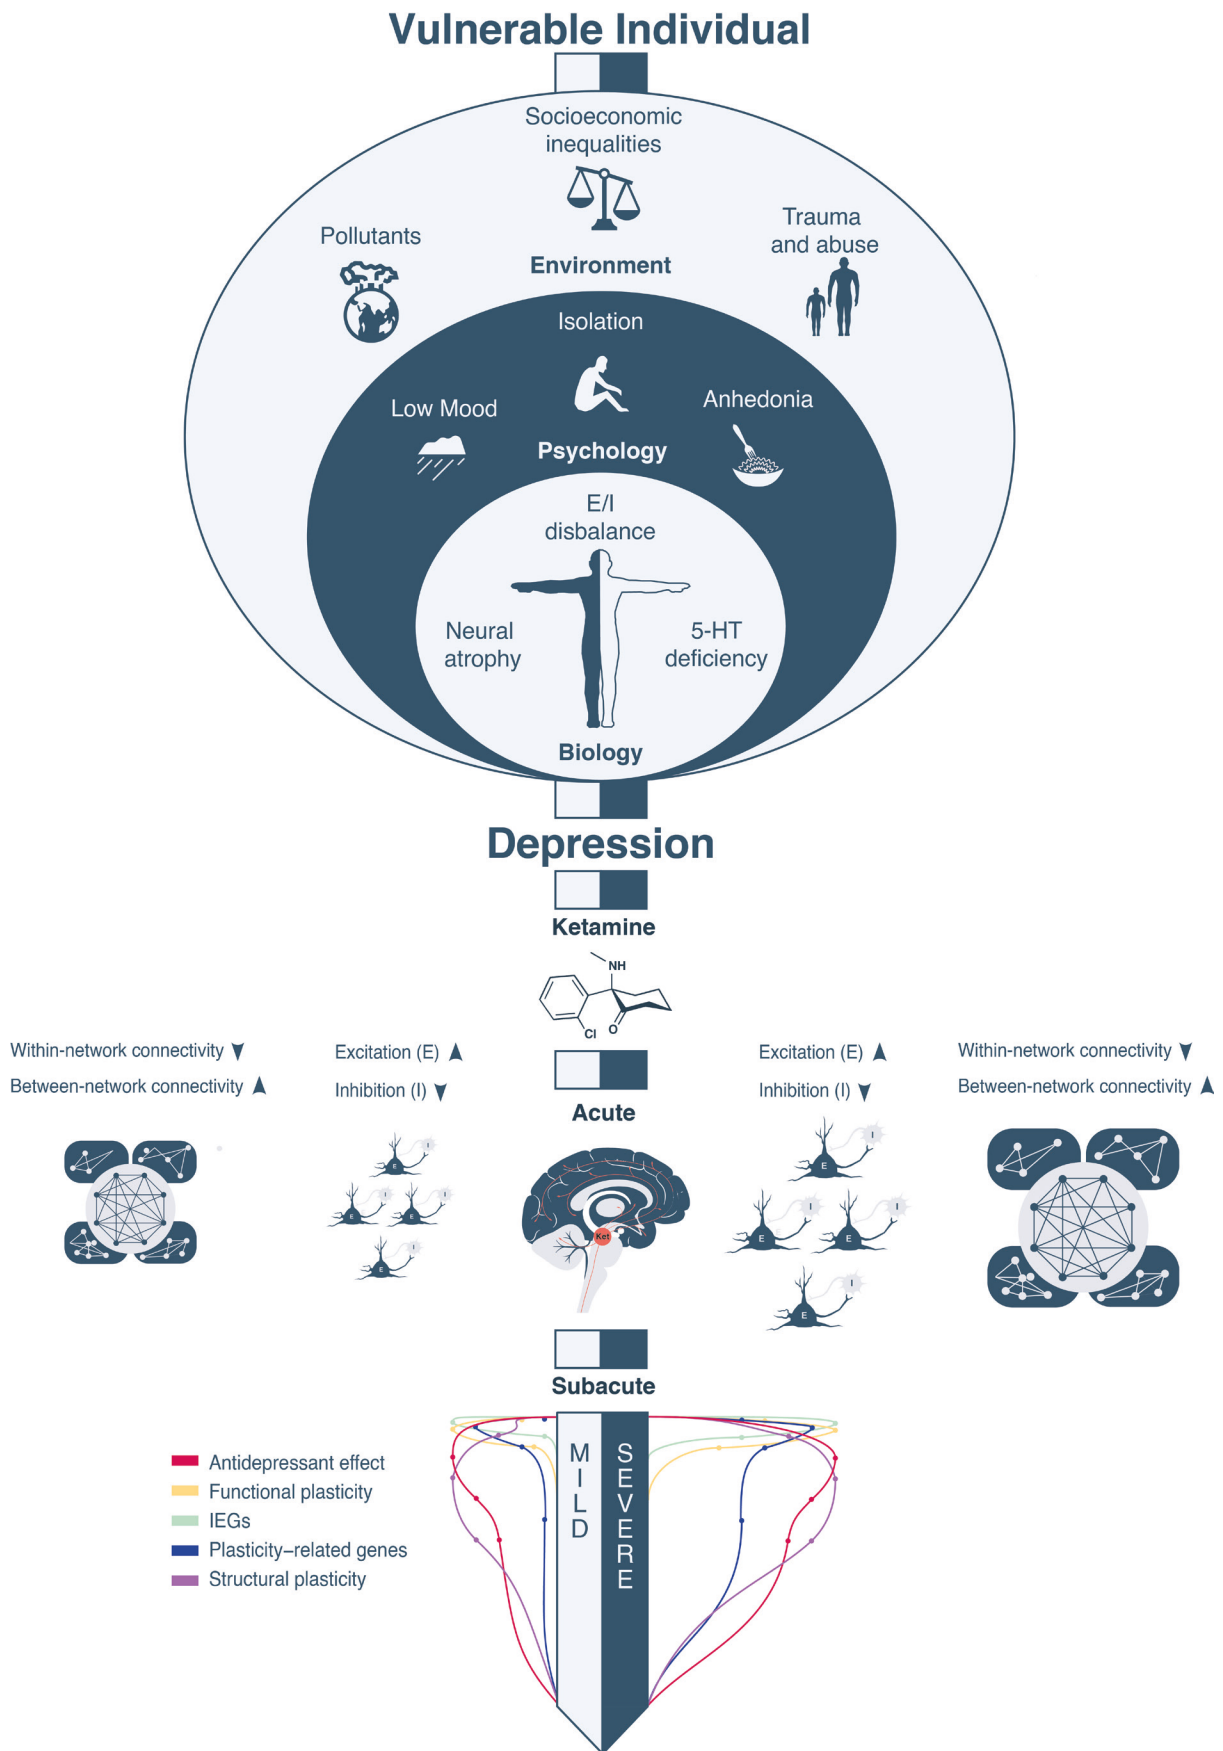 Vulnerable Individual
Socioeconomic
inequalities
Pollutants
Trauma
and abuse
Environment
Isolation
Low Mood
Anhedonia
Psychology
E/I
disbalance
Neural
atrophy
5-HT
deficiency
Biology
Depression
Ketamine
NH
Cl
O
Within-network connectivity
Between-network connectivity
Excitation (E)
Inhibition (I)
Acute
Excitation (E)
Inhibition (I)
Within-network connectivity
Between-network connectivity
I
E
I
I
E
E
I
E
Ket
I
E
I
I
E
E
I
E
Subacute
MILD
SEVERE
Antidepressant effect
Functional plasticity
IEGs
Plasticity–related genes
Structural plasticity